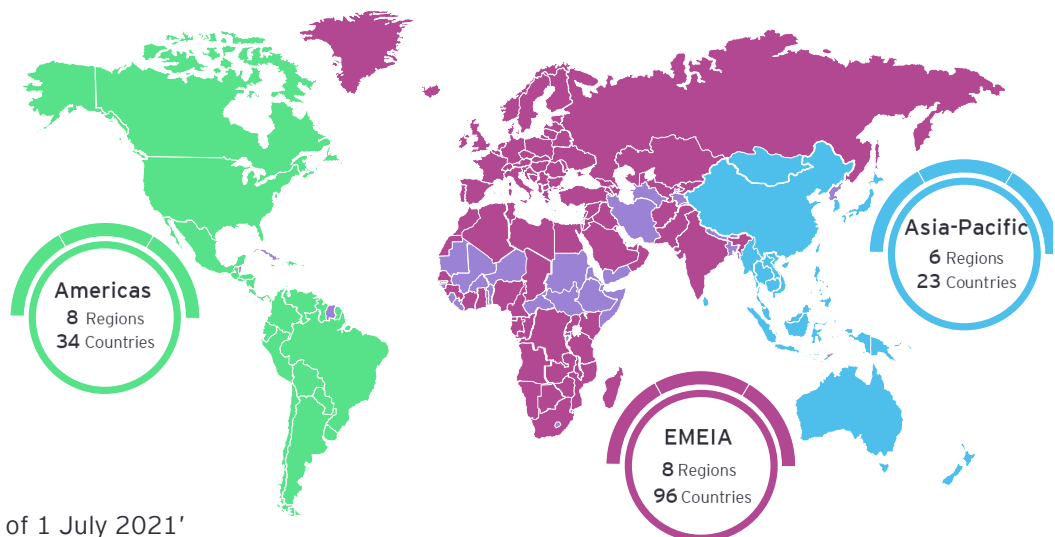 Americas
8 Regions
34 Countries
Asia-Pacific
6 Regions
23 Countries
EMEIA
8 Regions
96 Countries
of 1 July 2021'